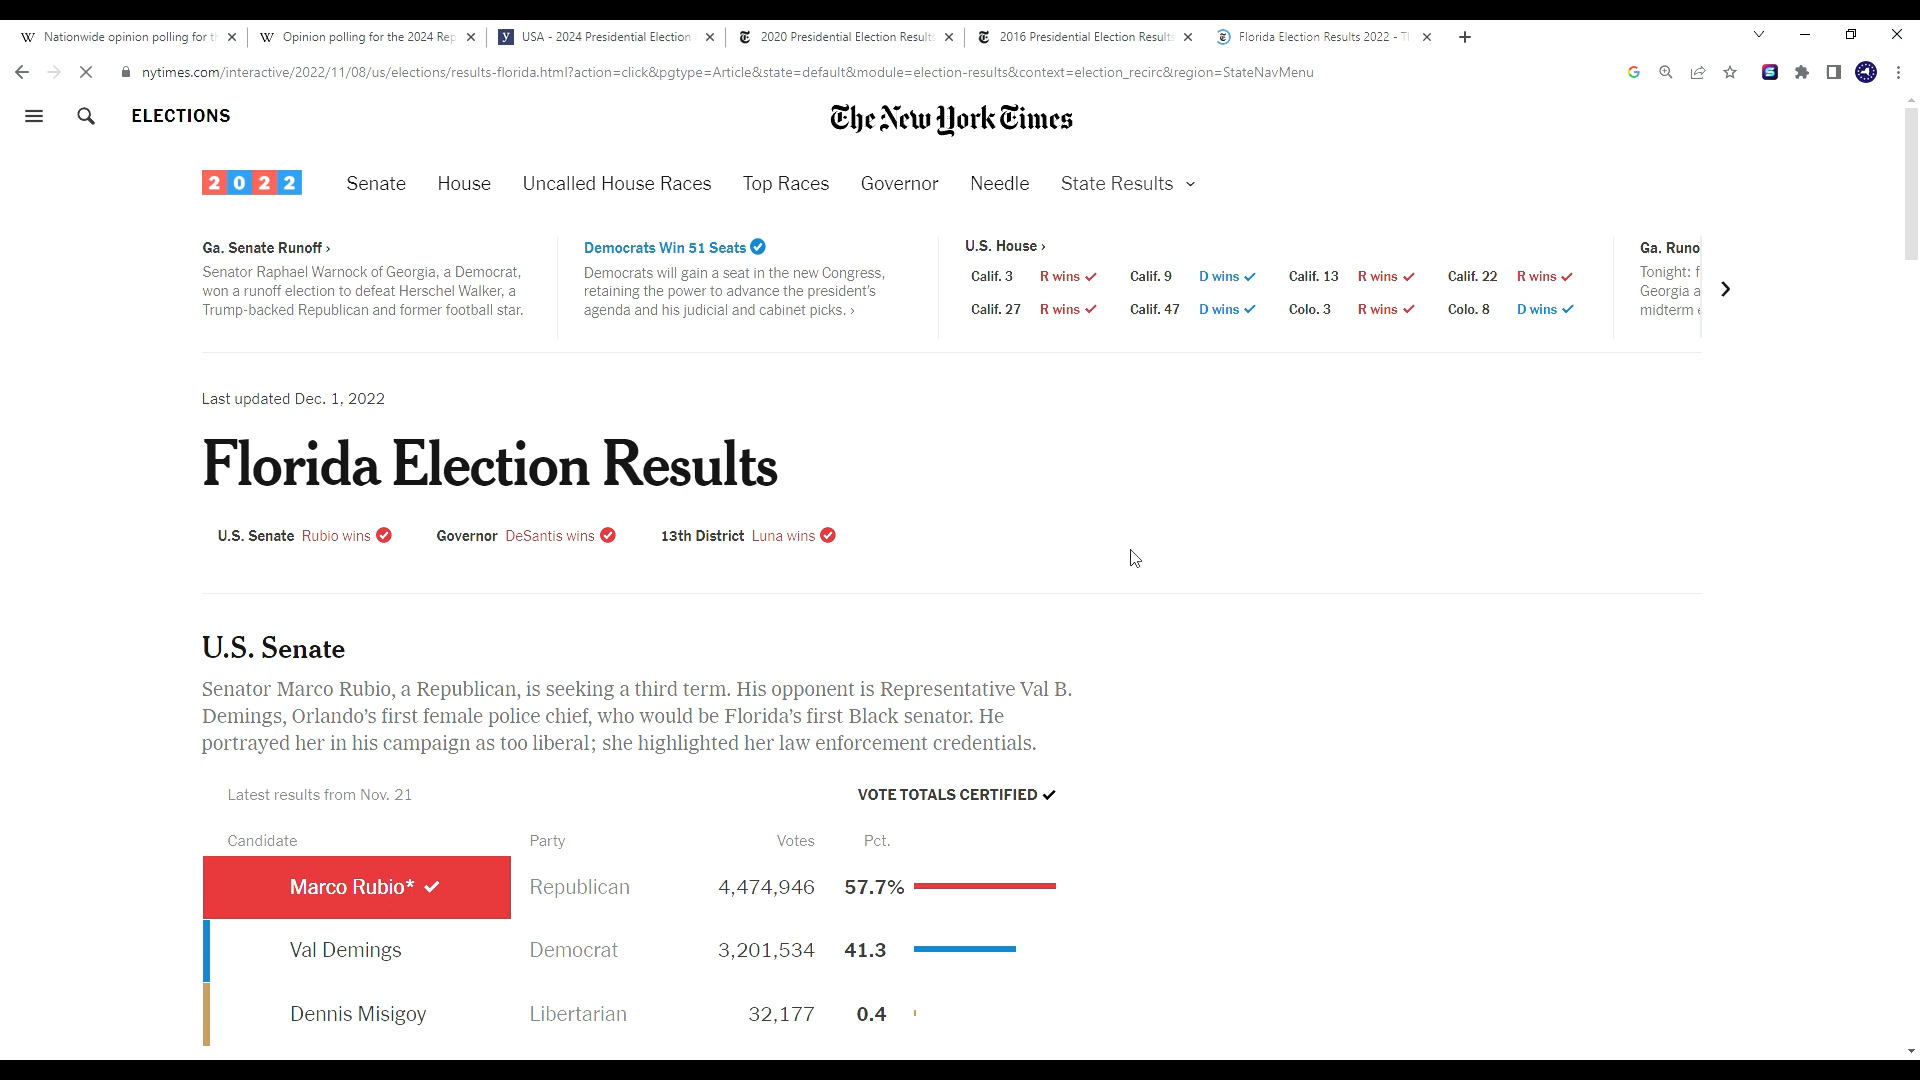 Nationwide opinion polling for th
Opinion polling for the 2024 Rep
USA - 2024 Presidential Election
2020 Presidential Election Results
2016 Presidential Election Results
Florida Election Results 2022 - T
nytimes.com/interactive/2022/11/08/us/elections/results-florida.html?action=click&pgtype=Article&state=default&module=election-results&context=election_recirc&region=StateNavMenu
ELECTIONS
The New York Times
2022 Senate House Uncalled House Races Top Races Governor Needle State Results
Ga. Senate Runoff ›
Senator Raphael Warnock of Georgia, a Democrat,
won a runoff election to defeat Herschel Walker, a
Trump-backed Republican and former football star.
Democrats Win 51 Seats
Democrats will gain a seat in the new Congress,
retaining the power to advance the president's
agenda and his judicial and cabinet picks. ›
U.S. House ›
Calif. 3 R wins ✓ Calif. 9 D wins ✓ Calif. 13 R wins ✓ Calif. 22 R wins ✓
Calif. 27 R wins ✓ Calif. 47 D wins ✓ Colo. 3 R wins ✓ Colo. 8 D wins ✓
Ga. Runo
Tonight: f
Georgia a
midterm e
Last updated Dec. 1, 2022
Florida Election Results
U.S. Senate Rubio wins Governor DeSantis wins 13th District Luna wins
U.S. Senate
Senator Marco Rubio, a Republican, is seeking a third term. His opponent is Representative Val B.
Demings, Orlando’s first female police chief, who would be Florida’s first Black senator. He
portrayed her in his campaign as too liberal; she highlighted her law enforcement credentials.
Latest results from Nov. 21 VOTE TOTALS CERTIFIED ✓
Candidate Party Votes Pct.
Marco Rubio* ✓ Republican 4,474,946 57.7%
Val Demings Democrat 3,201,534 41.3
Dennis Misigoy Libertarian 32,177 0.4